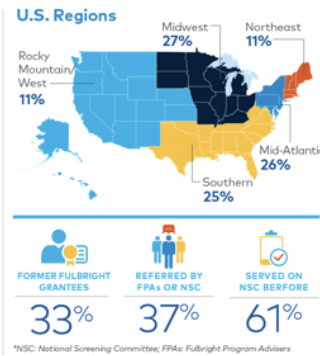 U.S. Regions
Midwest
27%
Northeast
11%
Rocky
Mountain/
West
11%
Mid-Atlantic
26%
Southern
25%
FORMER FULBRIGHT
GRANTEES
33%
REFERRED BY
FPAs OR NSC
37%
SERVED ON
NSC BERFORE
61%
*NSC: National Screening Committee; FPAs: Fulbright Program Advisers